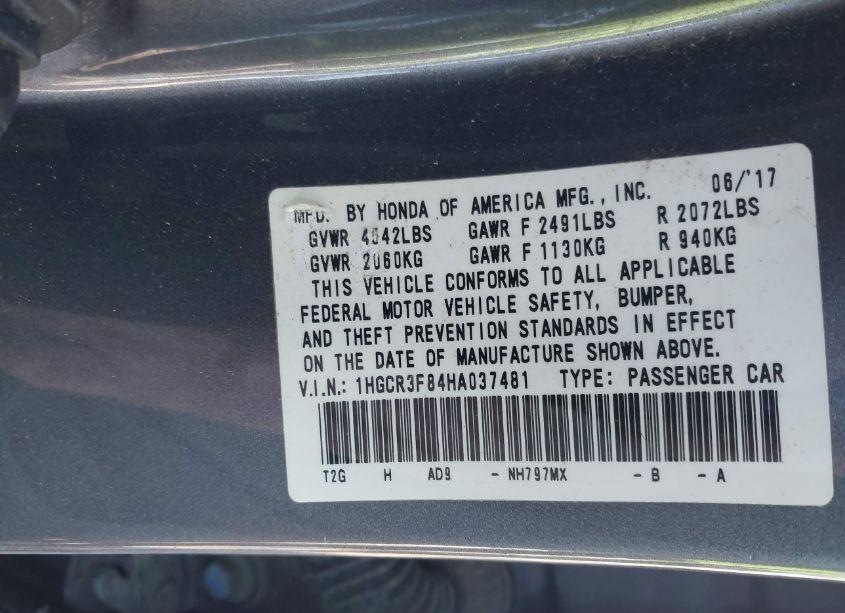 06/'17
MFD. BY HONDA OF AMERICA MFG., INC.
GVWR 4542LBS GAWR F 2491LBS R 2072LBS
GVWR 2060KG GAWR F 1130KG R 940KG
THIS VEHICLE CONFORMS TO ALL APPLICABLE
FEDERAL MOTOR VEHICLE SAFETY, BUMPER,
AND THEFT PREVENTION STANDARDS IN EFFECT
ON THE DATE OF MANUFACTURE SHOWN ABOVE.
V.I.N.: 1HGCR3F84HA037481 TYPE: PASSENGER CAR
T2G H AD9 - NH797MX - B - A